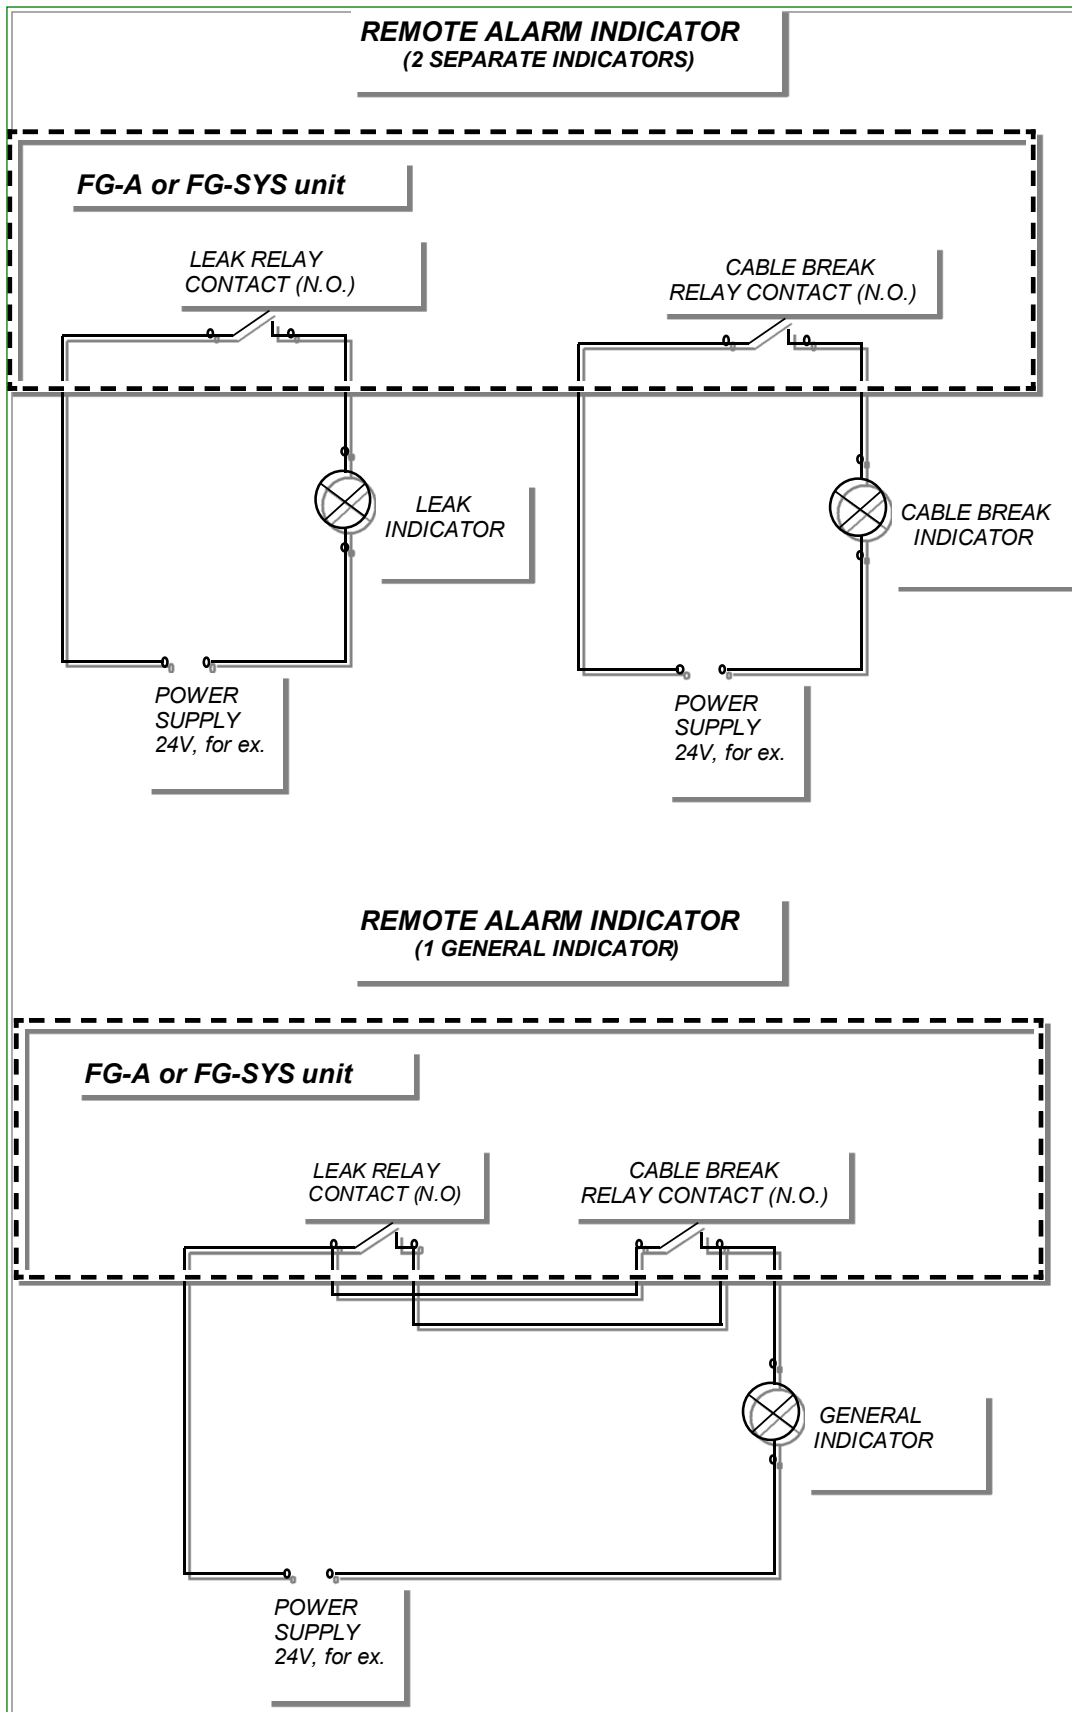 REMOTE ALARM INDICATOR
(2 SEPARATE INDICATORS)
FG-A or FG-SYS unit
LEAK RELAY
CONTACT (N.O.)
CABLE BREAK
RELAY CONTACT (N.O.)
LEAK
INDICATOR
CABLE BREAK
INDICATOR
POWER
SUPPLY
24V, for ex.
POWER
SUPPLY
24V, for ex.
REMOTE ALARM INDICATOR
(1 GENERAL INDICATOR)
FG-A or FG-SYS unit
LEAK RELAY
CONTACT (N.O)
CABLE BREAK
RELAY CONTACT (N.O.)
GENERAL
INDICATOR
POWER
SUPPLY
24V, for ex.